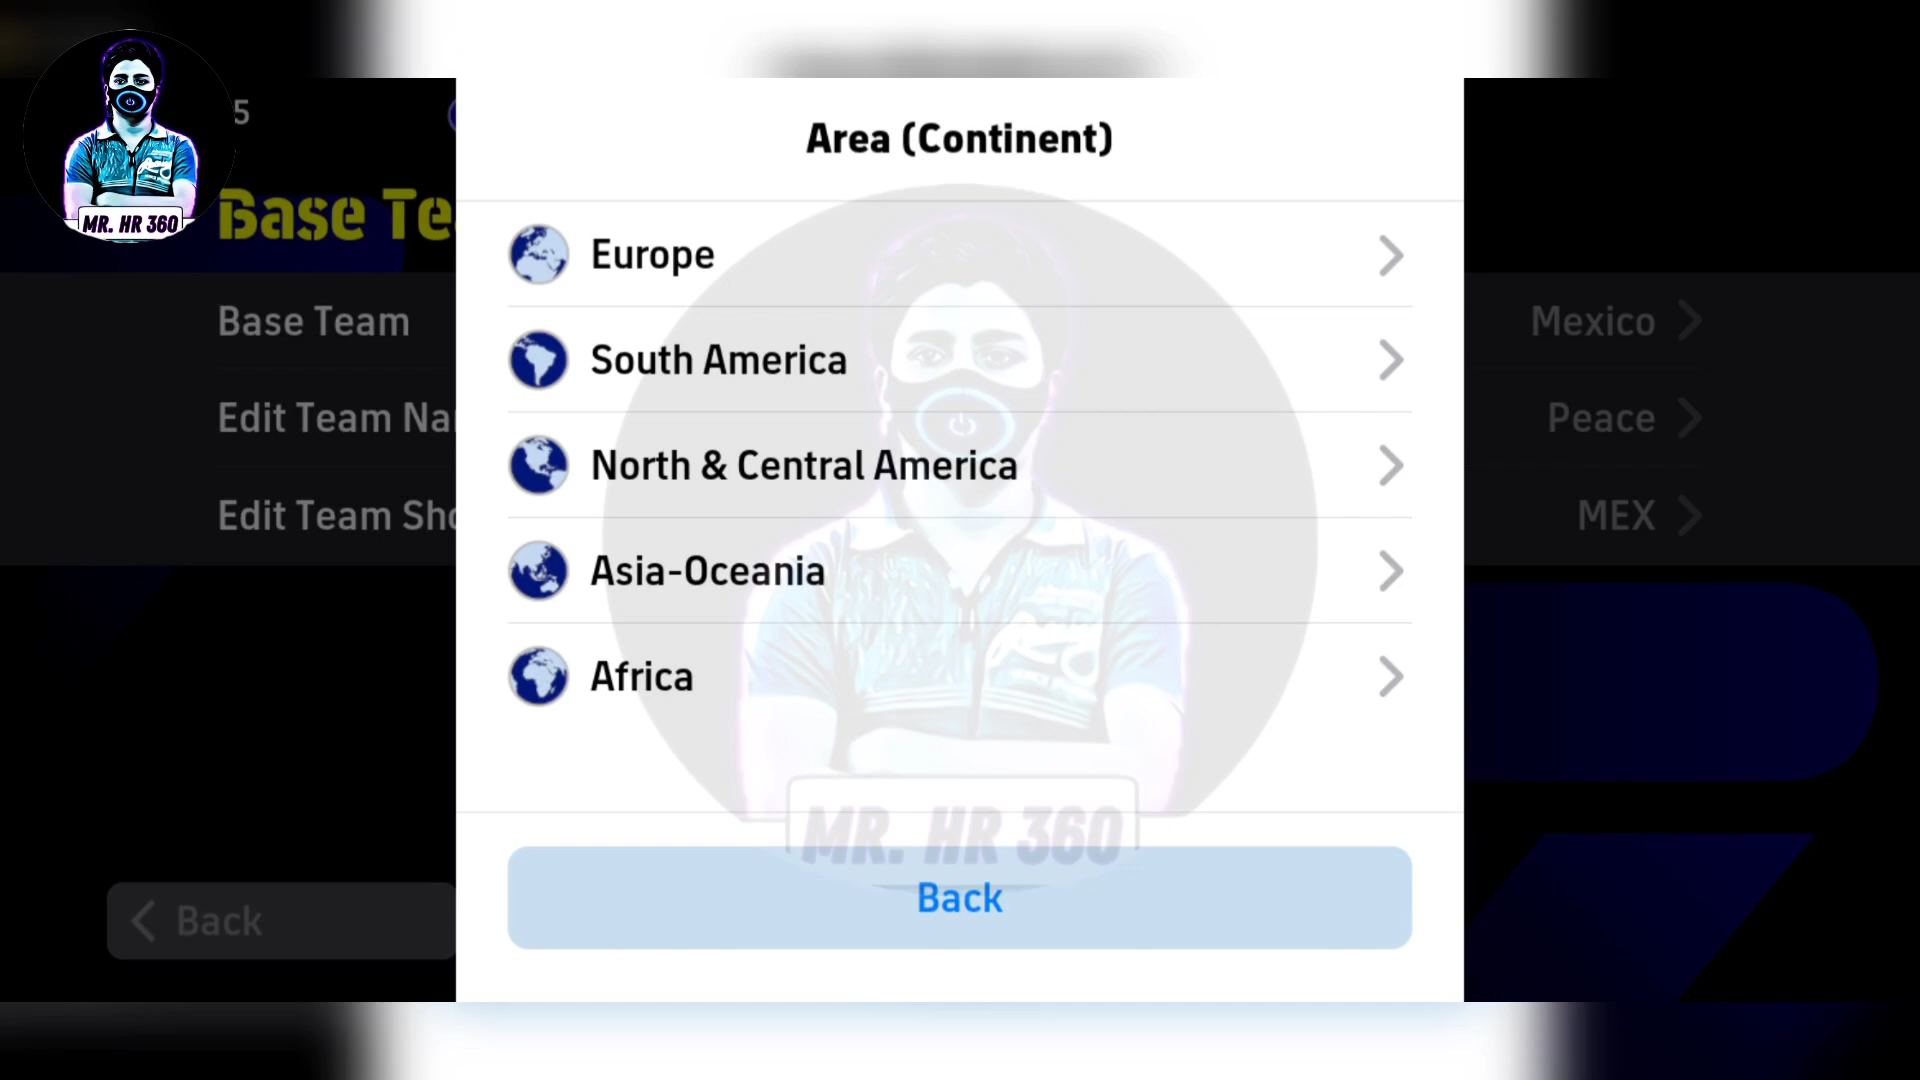 5
Area (Continent)
Base Te
Europe
Base Team
Mexico
South America
Edit Team Na
Peace
North & Central America
Edit Team Sho
MEX
Asia-Oceania
Africa
MR. HR 360
MR. HR 360
Back
Back